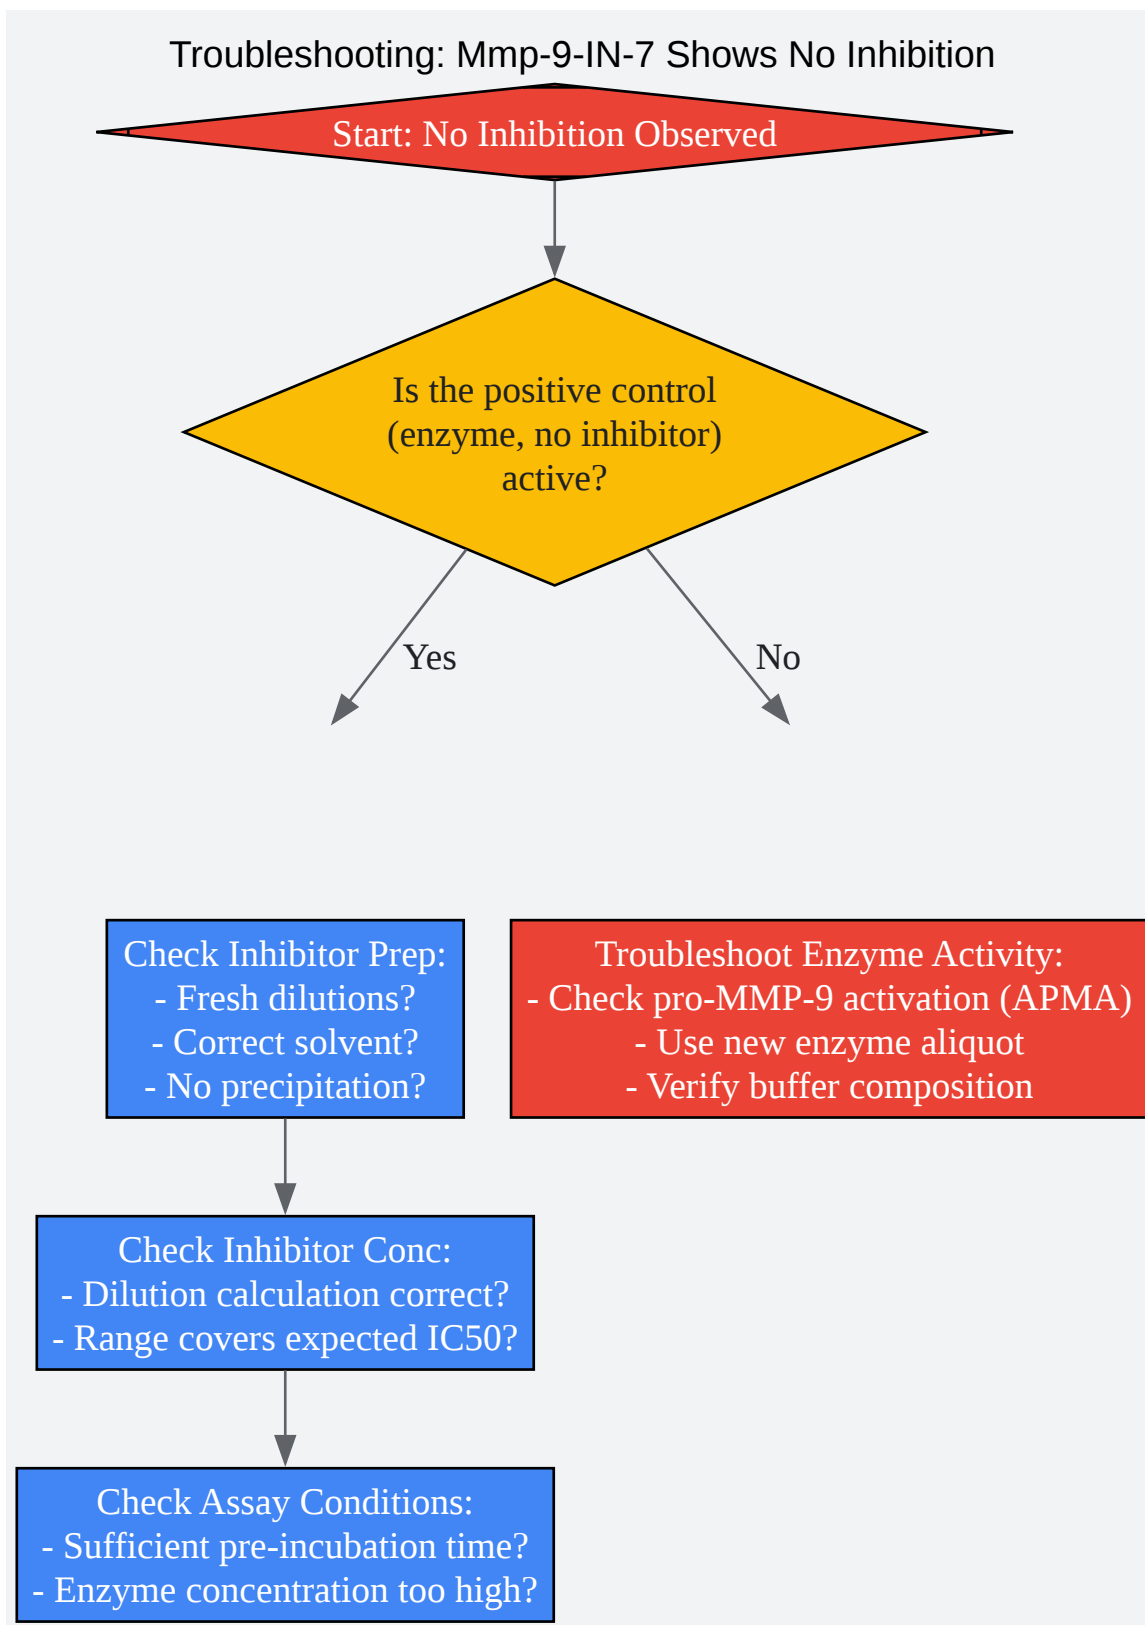 Troubleshooting: Mmp-9-IN-7 Shows No Inhibition
Start: No Inhibition Observed
Is the positive control
(enzyme, no inhibitor)
active?
Yes
No
Check Inhibitor Prep:
- Fresh dilutions?
- Correct solvent?
- No precipitation?
Troubleshoot Enzyme Activity:
- Check pro-MMP-9 activation (APMA)
- Use new enzyme aliquot
- Verify buffer composition
Check Inhibitor Conc:
- Dilution calculation correct?
- Range covers expected IC50?
Check Assay Conditions:
- Sufficient pre-incubation time?
- Enzyme concentration too high?